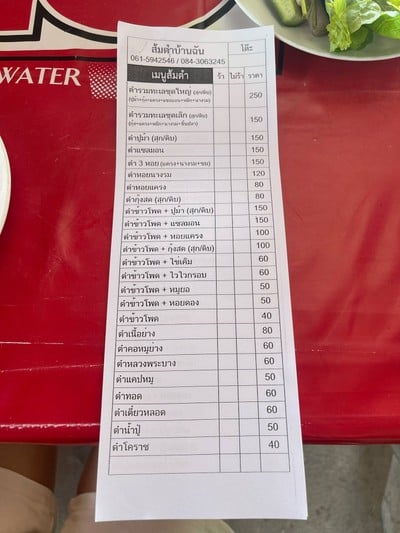 WATER
ส้มตำบ้านฉัน
โต๊ะ
061-5942546 / 084-3063245
เมนูส้มตำ ร้า ไม่ร้า ราคา
ตำรวมทะเลชุดใหญ่ (สุก/ดิบ) 250
ตำรวมทะเลชุดเล็ก (สุก/ดิบ) 150
ตำปูม้า (สุก/ดิบ) 150
ตำแซลมอน 150
ตำ 3 หอย (แครง+นางรม+ดอง) 150
ตำหอยนางรม 120
ตำหอยแครง 80
ตำกุ้งสด (สุก/ดิบ) 80
ตำข้าวโพด + ปูม้า (สุก/ดิบ) 150
ตำข้าวโพด + แซลมอน 150
ตำข้าวโพด + หอยแครง 100
ตำข้าวโพด + กุ้งสด (สุก/ดิบ) 100
ตำข้าวโพด + ไข่เค็ม 60
ตำข้าวโพด + ไวไวกรอบ 60
ตำข้าวโพด + หมูยอ 50
ตำข้าวโพด + หอยดอง 50
ตำข้าวโพด 40
ตำเนื้อย่าง 80
ตำคอหมูย่าง 60
ตำหลวงพระบาง 60
ตำแคปหมู 50
ตำทอด 60
ตำเตี๋ยวหลอด 60
ตำน้ำปู๋ 50
ตำโคราช 40